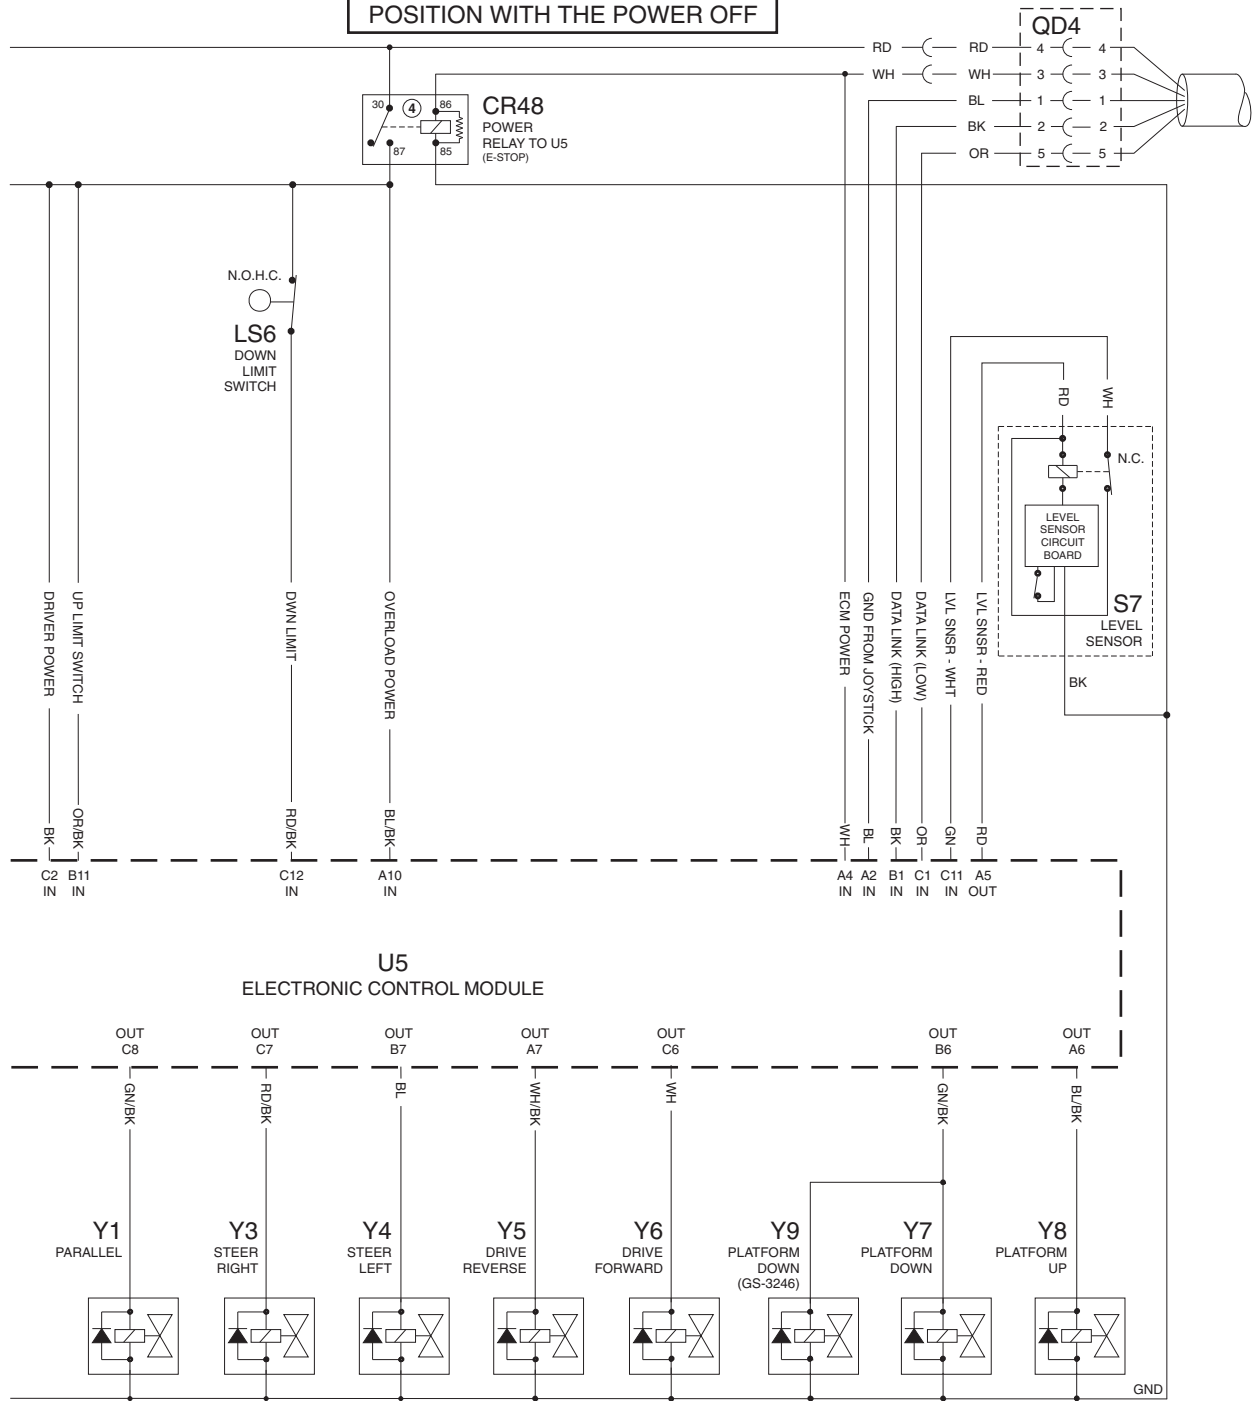 POSITION WITH THE POWER OFF
QD4
RD RD 4 4
WH WH 3 3
BL 1 1
BK 2 2
OR 5 5
30 4 86
87 85
CR48
POWER
RELAY TO U5
(E-STOP)
N.O.H.C.
LS6
DOWN
LIMIT
SWITCH
RD
WH
N.C.
LEVEL
SENSOR
CIRCUIT
BOARD
S7
LEVEL
SENSOR
BK
DRIVER POWER
UP LIMIT SWITCH
DWN LIMIT
OVERLOAD POWER
ECM POWER
GND FROM JOYSTICK
DATA LINK (HIGH)
DATA LINK (LOW)
LVL SNSR - WHT
LVL SNSR - RED
BK
OR/BK
RD/BK
BL/BK
WH
BL
BK
OR
GN
RD
C2 B11 C12 A10 A4 A2 B1 C1 C11 A5
IN IN IN IN IN IN IN IN IN OUT
U5
ELECTRONIC CONTROL MODULE
OUT OUT OUT OUT OUT OUT OUT
C8 C7 B7 A7 C6 B6 A6
GN/BK
RD/BK
BL
WH/BK
WH
GN/BK
BL/BK
Y1
PARALLEL
Y3
STEER
RIGHT
Y4
STEER
LEFT
Y5
DRIVE
REVERSE
Y6
DRIVE
FORWARD
Y9
PLATFORM
DOWN
(GS-3246)
Y7
PLATFORM
DOWN
Y8
PLATFORM
UP
GND